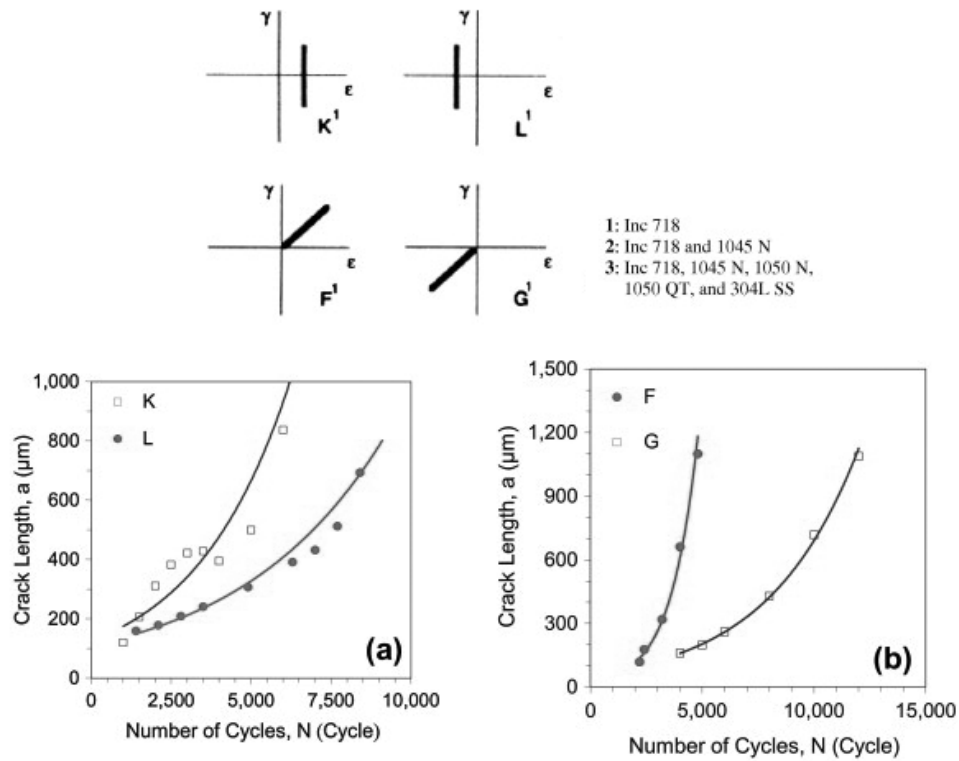 γ
ε
K¹
γ
ε
L¹
γ
ε
F¹
γ
ε
G¹
1: Inc 718
2: Inc 718 and 1045 N
3: Inc 718, 1045 N, 1050 N,
1050 QT, and 304L SS
1,000
800
600
400
200
0
Crack Length, a (μm)
K
L
(a)
0
2,500
5,000
7,500
10,000
Number of Cycles, N (Cycle)
1,500
1,200
900
600
300
0
Crack Length, a (μm)
F
G
(b)
0
5,000
10,000
15,000
Number of Cycles, N (Cycle)